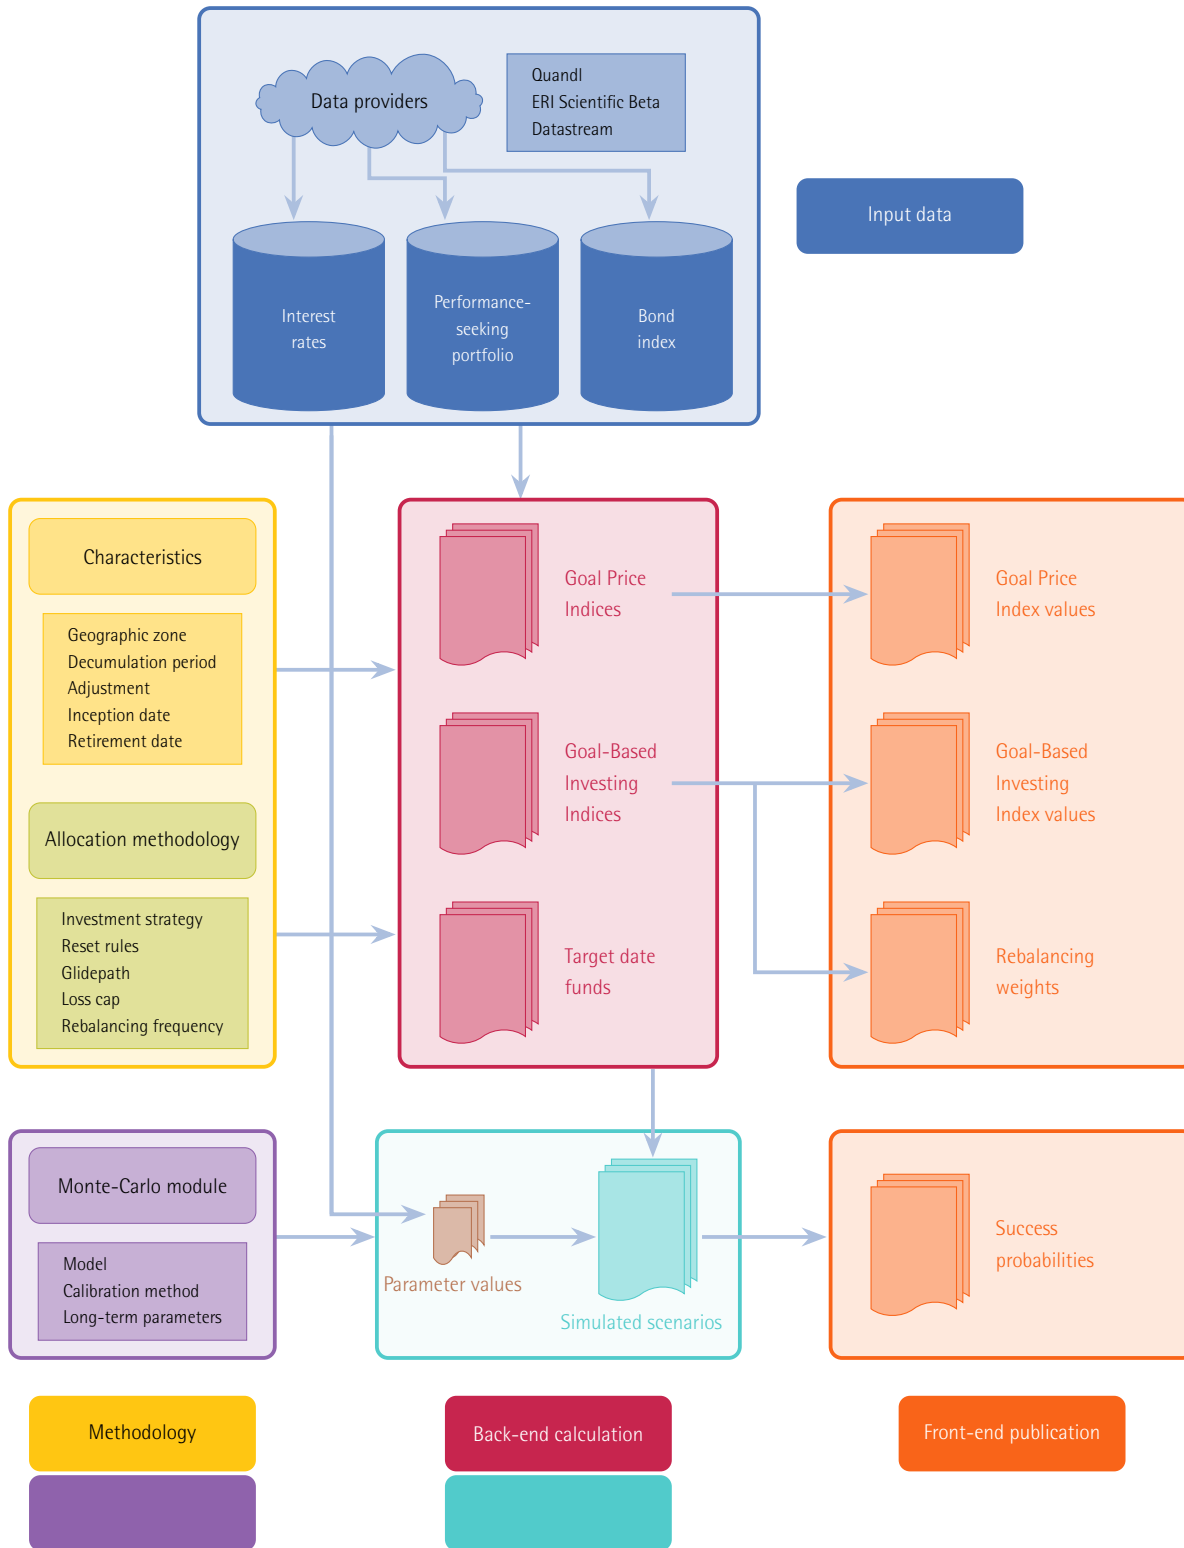 Data providers
Quandl
ERI Scientific Beta
Datastream
Input data
Interest
rates
Performance-
seeking
portfolio
Bond
index
Characteristics
Geographic zone
Decumulation period
Adjustment
Inception date
Retirement date
Allocation methodology
Investment strategy
Reset rules
Glidepath
Loss cap
Rebalancing frequency
Goal Price
Indices
Goal-Based
Investing
Indices
Target date
funds
Goal Price
Index values
Goal-Based
Investing
Index values
Rebalancing
weights
Monte-Carlo module
Model
Calibration method
Long-term parameters
Parameter values
Simulated scenarios
Success
probabilities
Methodology
Back-end calculation
Front-end publication